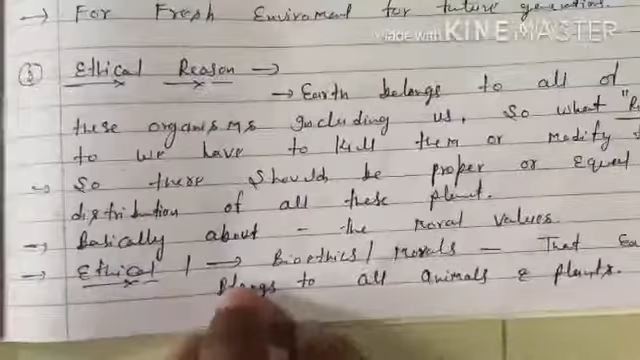 → For Fresh Enviroment for future generation.
Made with KINEMASTER
③ Ethical Reason →
→ Earth belongs to all of
these organisms including us, so what
to we have to kill them or modify
→ So there should be proper or Equal
distribution of all these plant.
→ Basically about - the Moral values.
→ Ethical / → Bioethics / Morals - That
to all animals & plants.